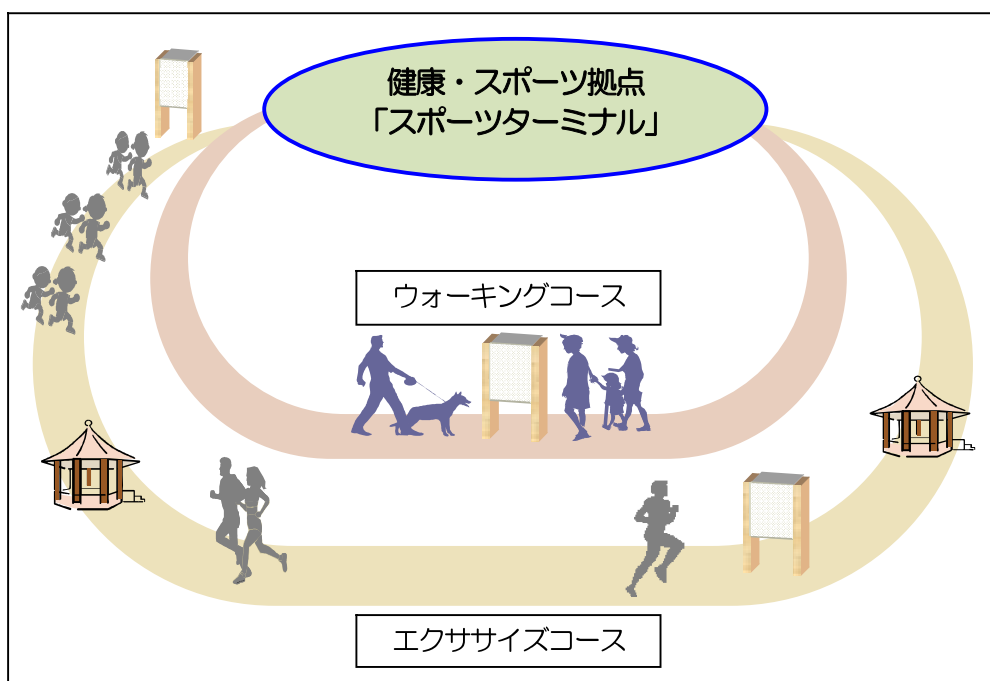 健康・スポーツ拠点
「スポーツターミナル」
ウォーキングコース
エクササイズコース